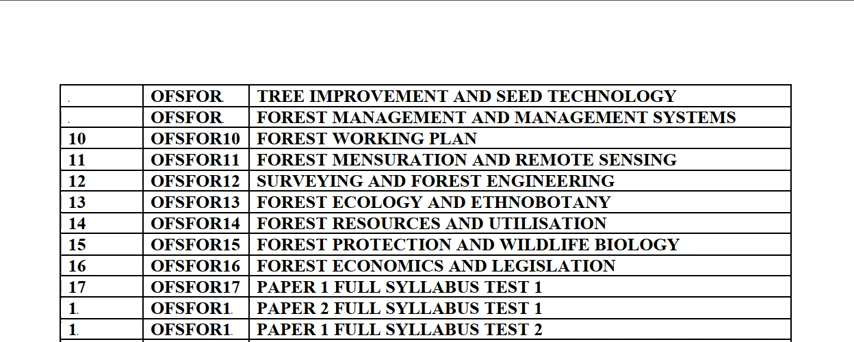 . OFSFOR TREE IMPROVEMENT AND SEED TECHNOLOGY
. OFSFOR FOREST MANAGEMENT AND MANAGEMENT SYSTEMS
10 OFSFOR10 FOREST WORKING PLAN
11 OFSFOR11 FOREST MENSURATION AND REMOTE SENSING
12 OFSFOR12 SURVEYING AND FOREST ENGINEERING
13 OFSFOR13 FOREST ECOLOGY AND ETHNOBOTANY
14 OFSFOR14 FOREST RESOURCES AND UTILISATION
15 OFSFOR15 FOREST PROTECTION AND WILDLIFE BIOLOGY
16 OFSFOR16 FOREST ECONOMICS AND LEGISLATION
17 OFSFOR17 PAPER 1 FULL SYLLABUS TEST 1
1. OFSFOR1. PAPER 2 FULL SYLLABUS TEST 1
1. OFSFOR1. PAPER 1 FULL SYLLABUS TEST 2